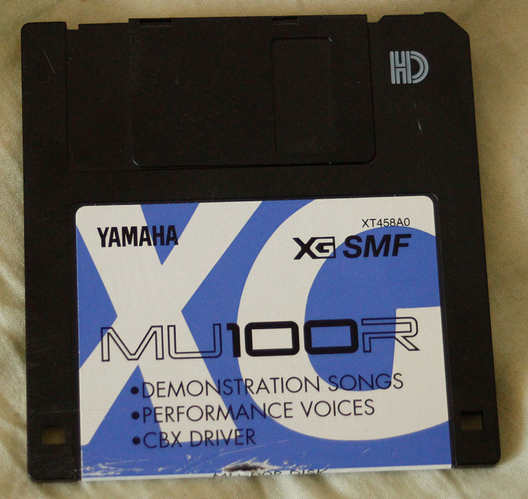 HD
XG
YAMAHA
XT458A0
XG SMF
MU100R
•DEMONSTRATION SONGS
•PERFORMANCE VOICES
•CBX DRIVER